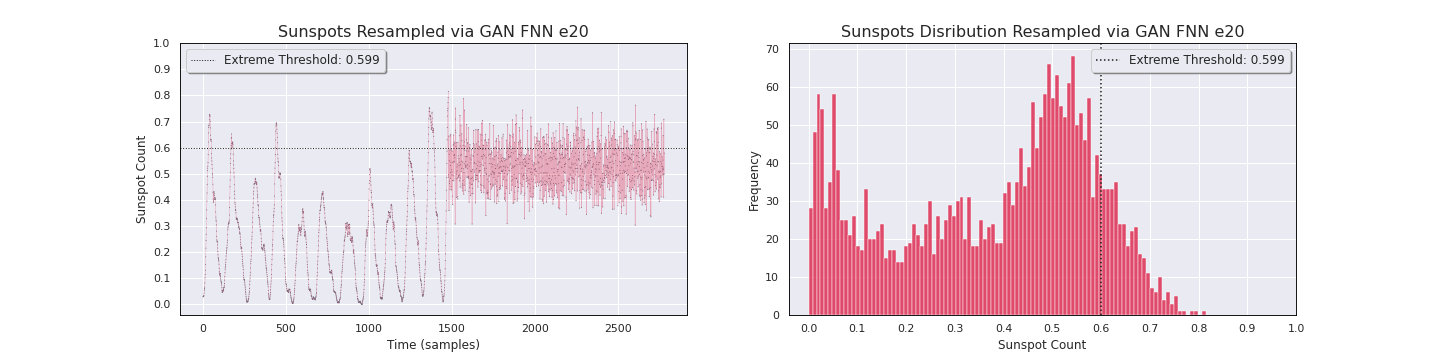 Sunspots Resampled via GAN FNN e20
Extreme Threshold: 0.599
Sunspot Count
1.0
0.9
0.8
0.7
0.6
0.5
0.4
0.3
0.2
0.1
0.0
0 500 1000 1500 2000 2500
Time (samples)
Sunspots Disribution Resampled via GAN FNN e20
Extreme Threshold: 0.599
Frequency
70
60
50
40
30
20
10
0
0.0 0.1 0.2 0.3 0.4 0.5 0.6 0.7 0.8 0.9 1.0
Sunspot Count